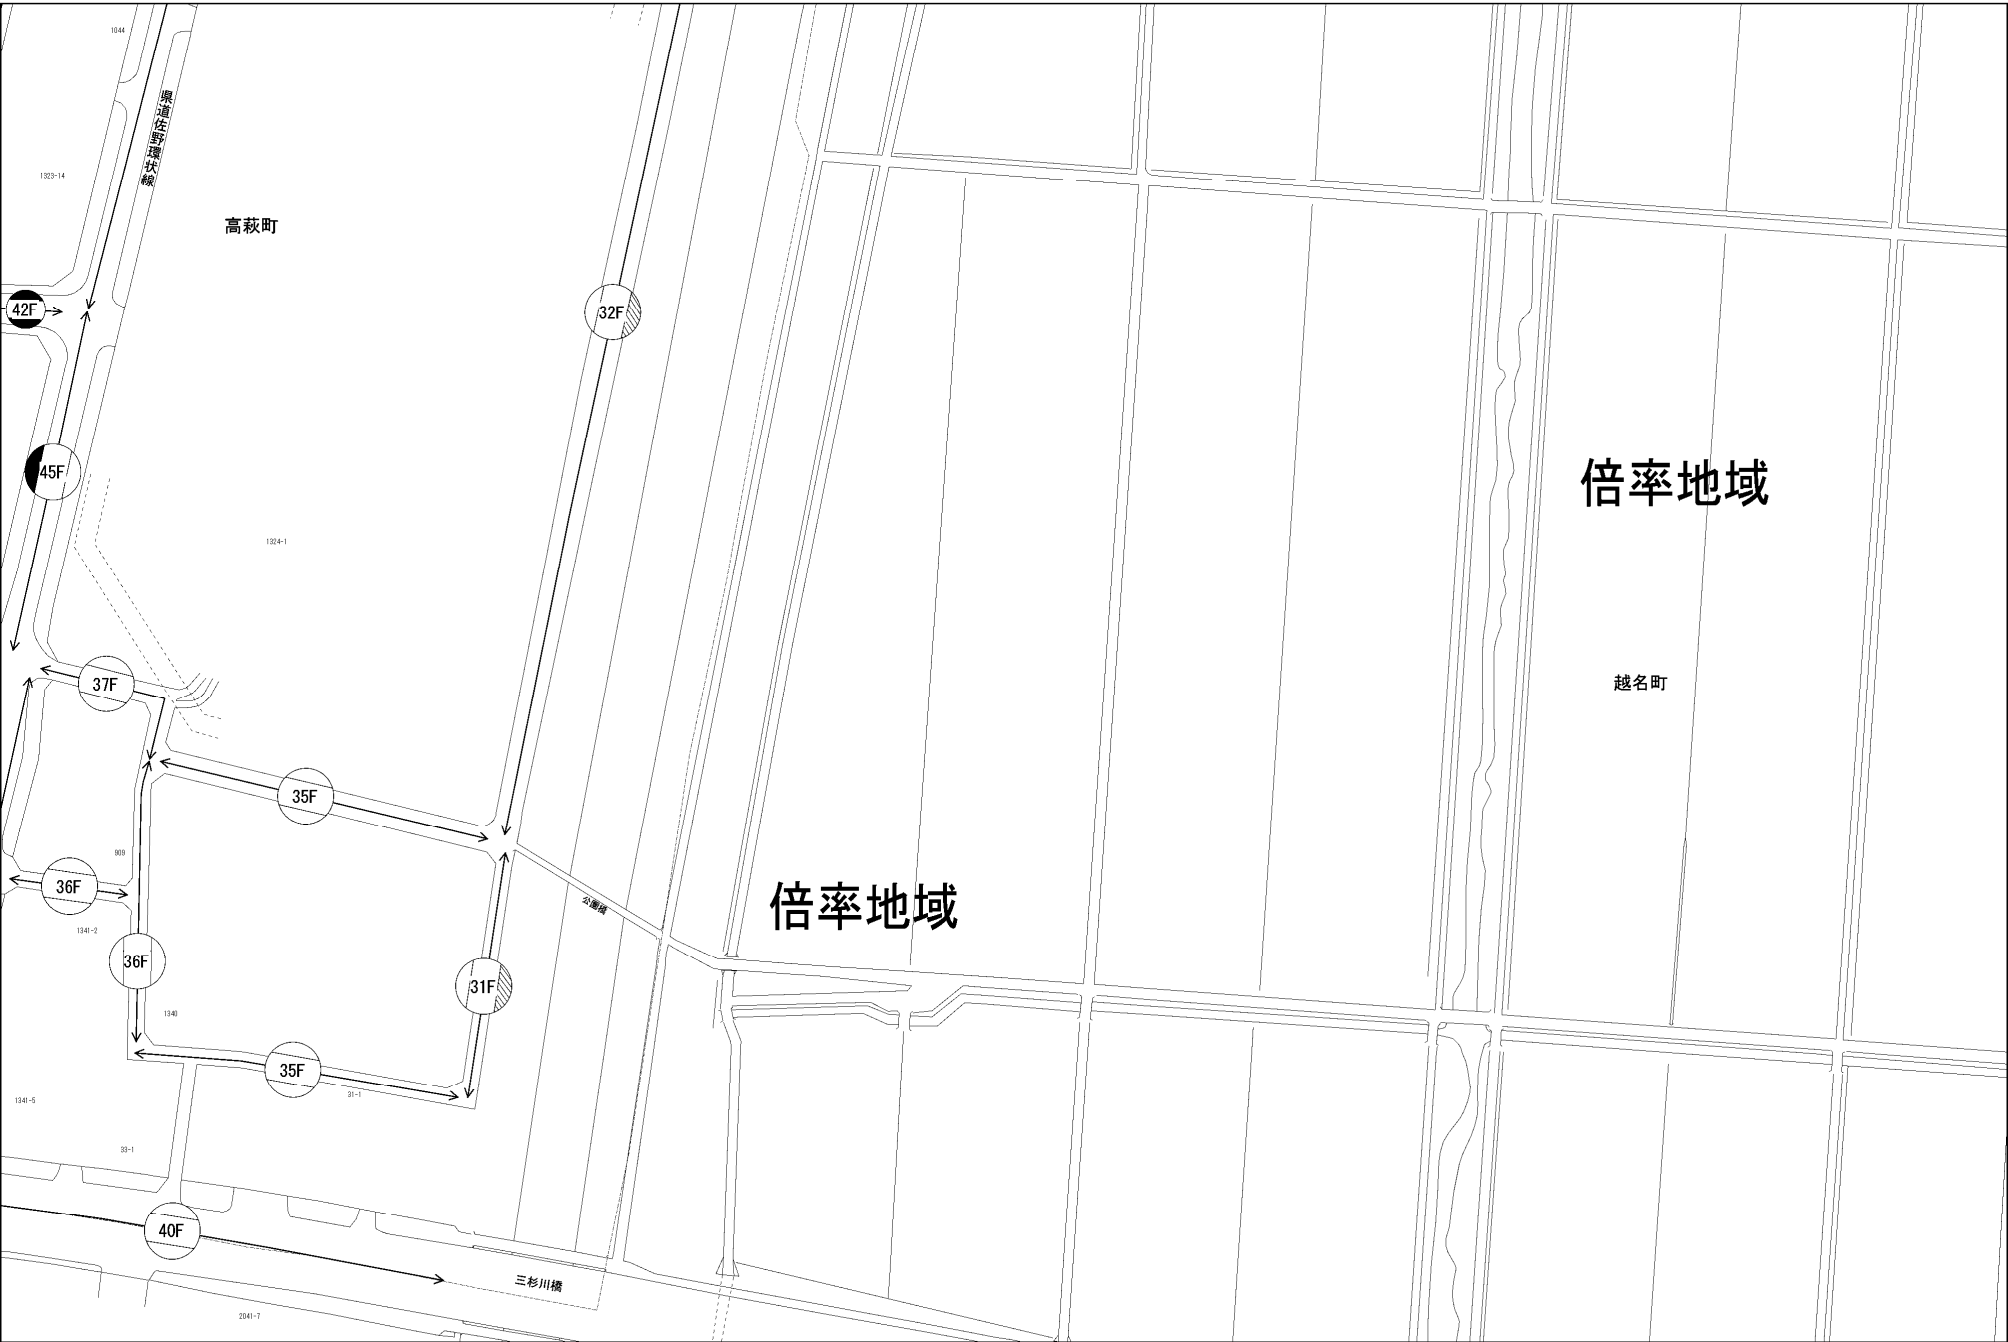 1044
県道佐野環状線
1323-14
高萩町
42F
32F
45F
倍率地域
1324-1
37F
越名町
35F
909
36F
倍率地域
公園橋
1341-2
36F
31F
1340
35F
31-1
1341-5
33-1
40F
三杉川橋
2041-7